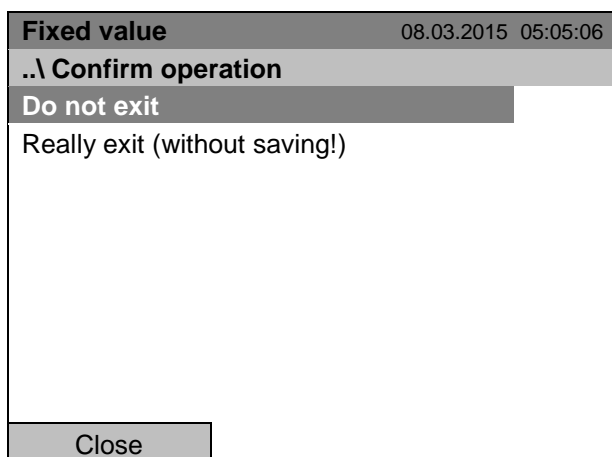 Fixed value 08.03.2015 05:05:06
..\ Confirm operation
Do not exit
Really exit (without saving!)
Close